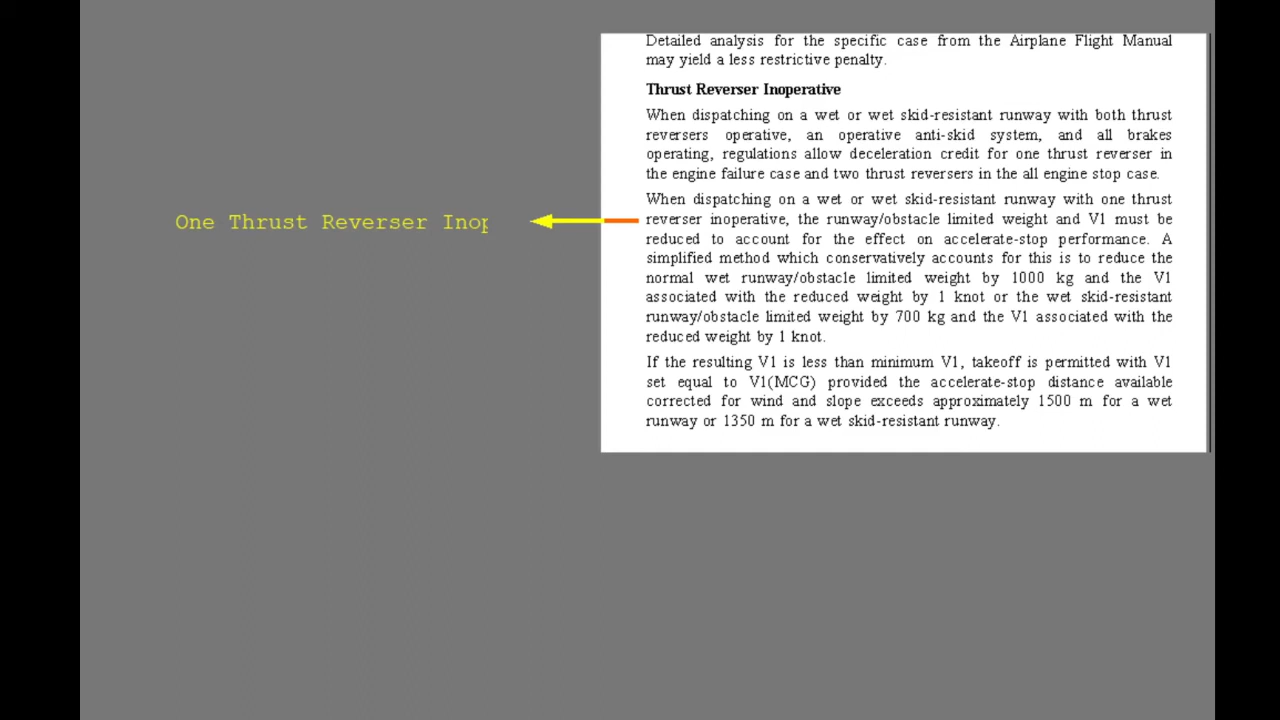 One Thrust Reverser Inop
Detailed analysis for the specific case from the Airplane Flight Manual
may yield a less restrictive penalty.
Thrust Reverser Inoperative
When dispatching on a wet or wet skid-resistant runway with both thrust
reversers operative, an operative anti-skid system, and all brakes
operating, regulations allow deceleration credit for one thrust reverser in
the engine failure case and two thrust reversers in the all engine stop case.
When dispatching on a wet or wet skid-resistant runway with one thrust
reverser inoperative, the runway/obstacle limited weight and V1 must be
reduced to account for the effect on accelerate-stop performance. A
simplified method which conservatively accounts for this is to reduce the
normal wet runway/obstacle limited weight by 1000 kg and the V1
associated with the reduced weight by 1 knot or the wet skid-resistant
runway/obstacle limited weight by 700 kg and the V1 associated with the
reduced weight by 1 knot.
If the resulting V1 is less than minimum V1, takeoff is permitted with V1
set equal to V1(MCG) provided the accelerate-stop distance available
corrected for wind and slope exceeds approximately 1500 m for a wet
runway or 1350 m for a wet skid-resistant runway.